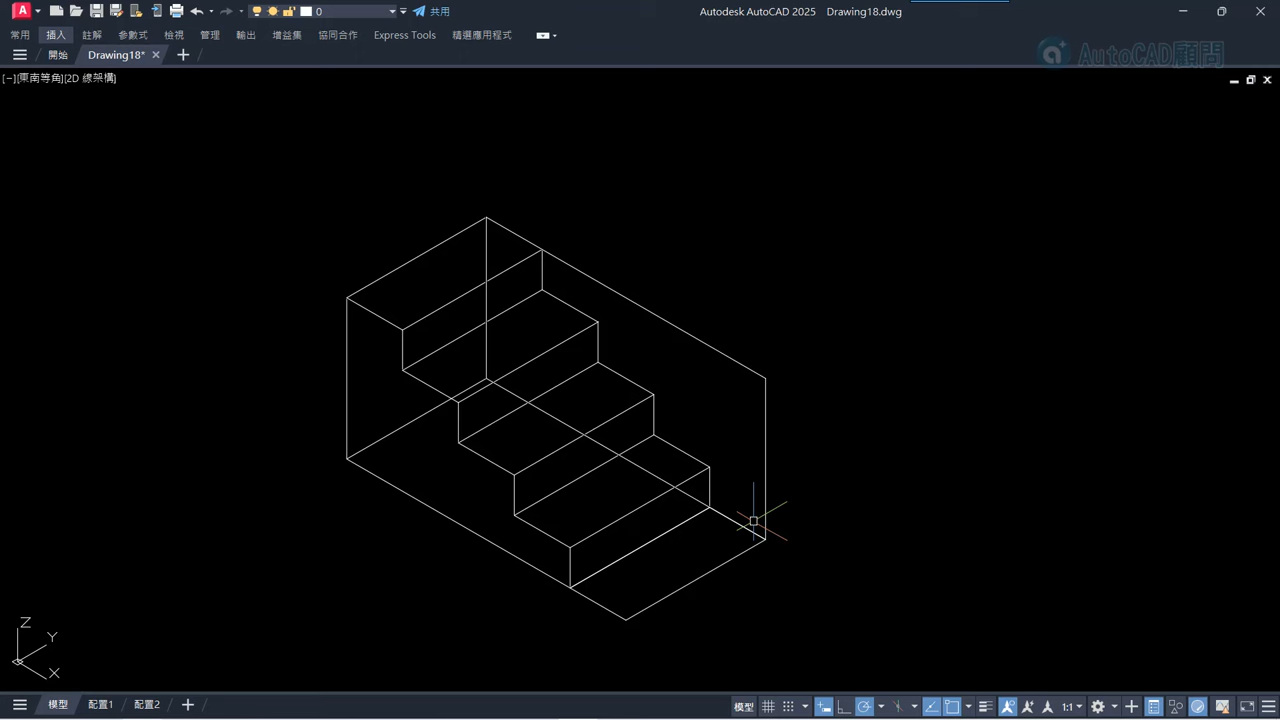 A 0 共用 Autodesk AutoCAD 2025 Drawing18.dwg
常用 插入 註解 參數式 檢視 管理 輸出 增益集 協同合作 Express Tools 精選應用程式
開始 Drawing18*
AutoCAD顧問
[−][東南等角][2D 線架構]
Z
Y
X
模型 配置1 配置2
模型 1:1